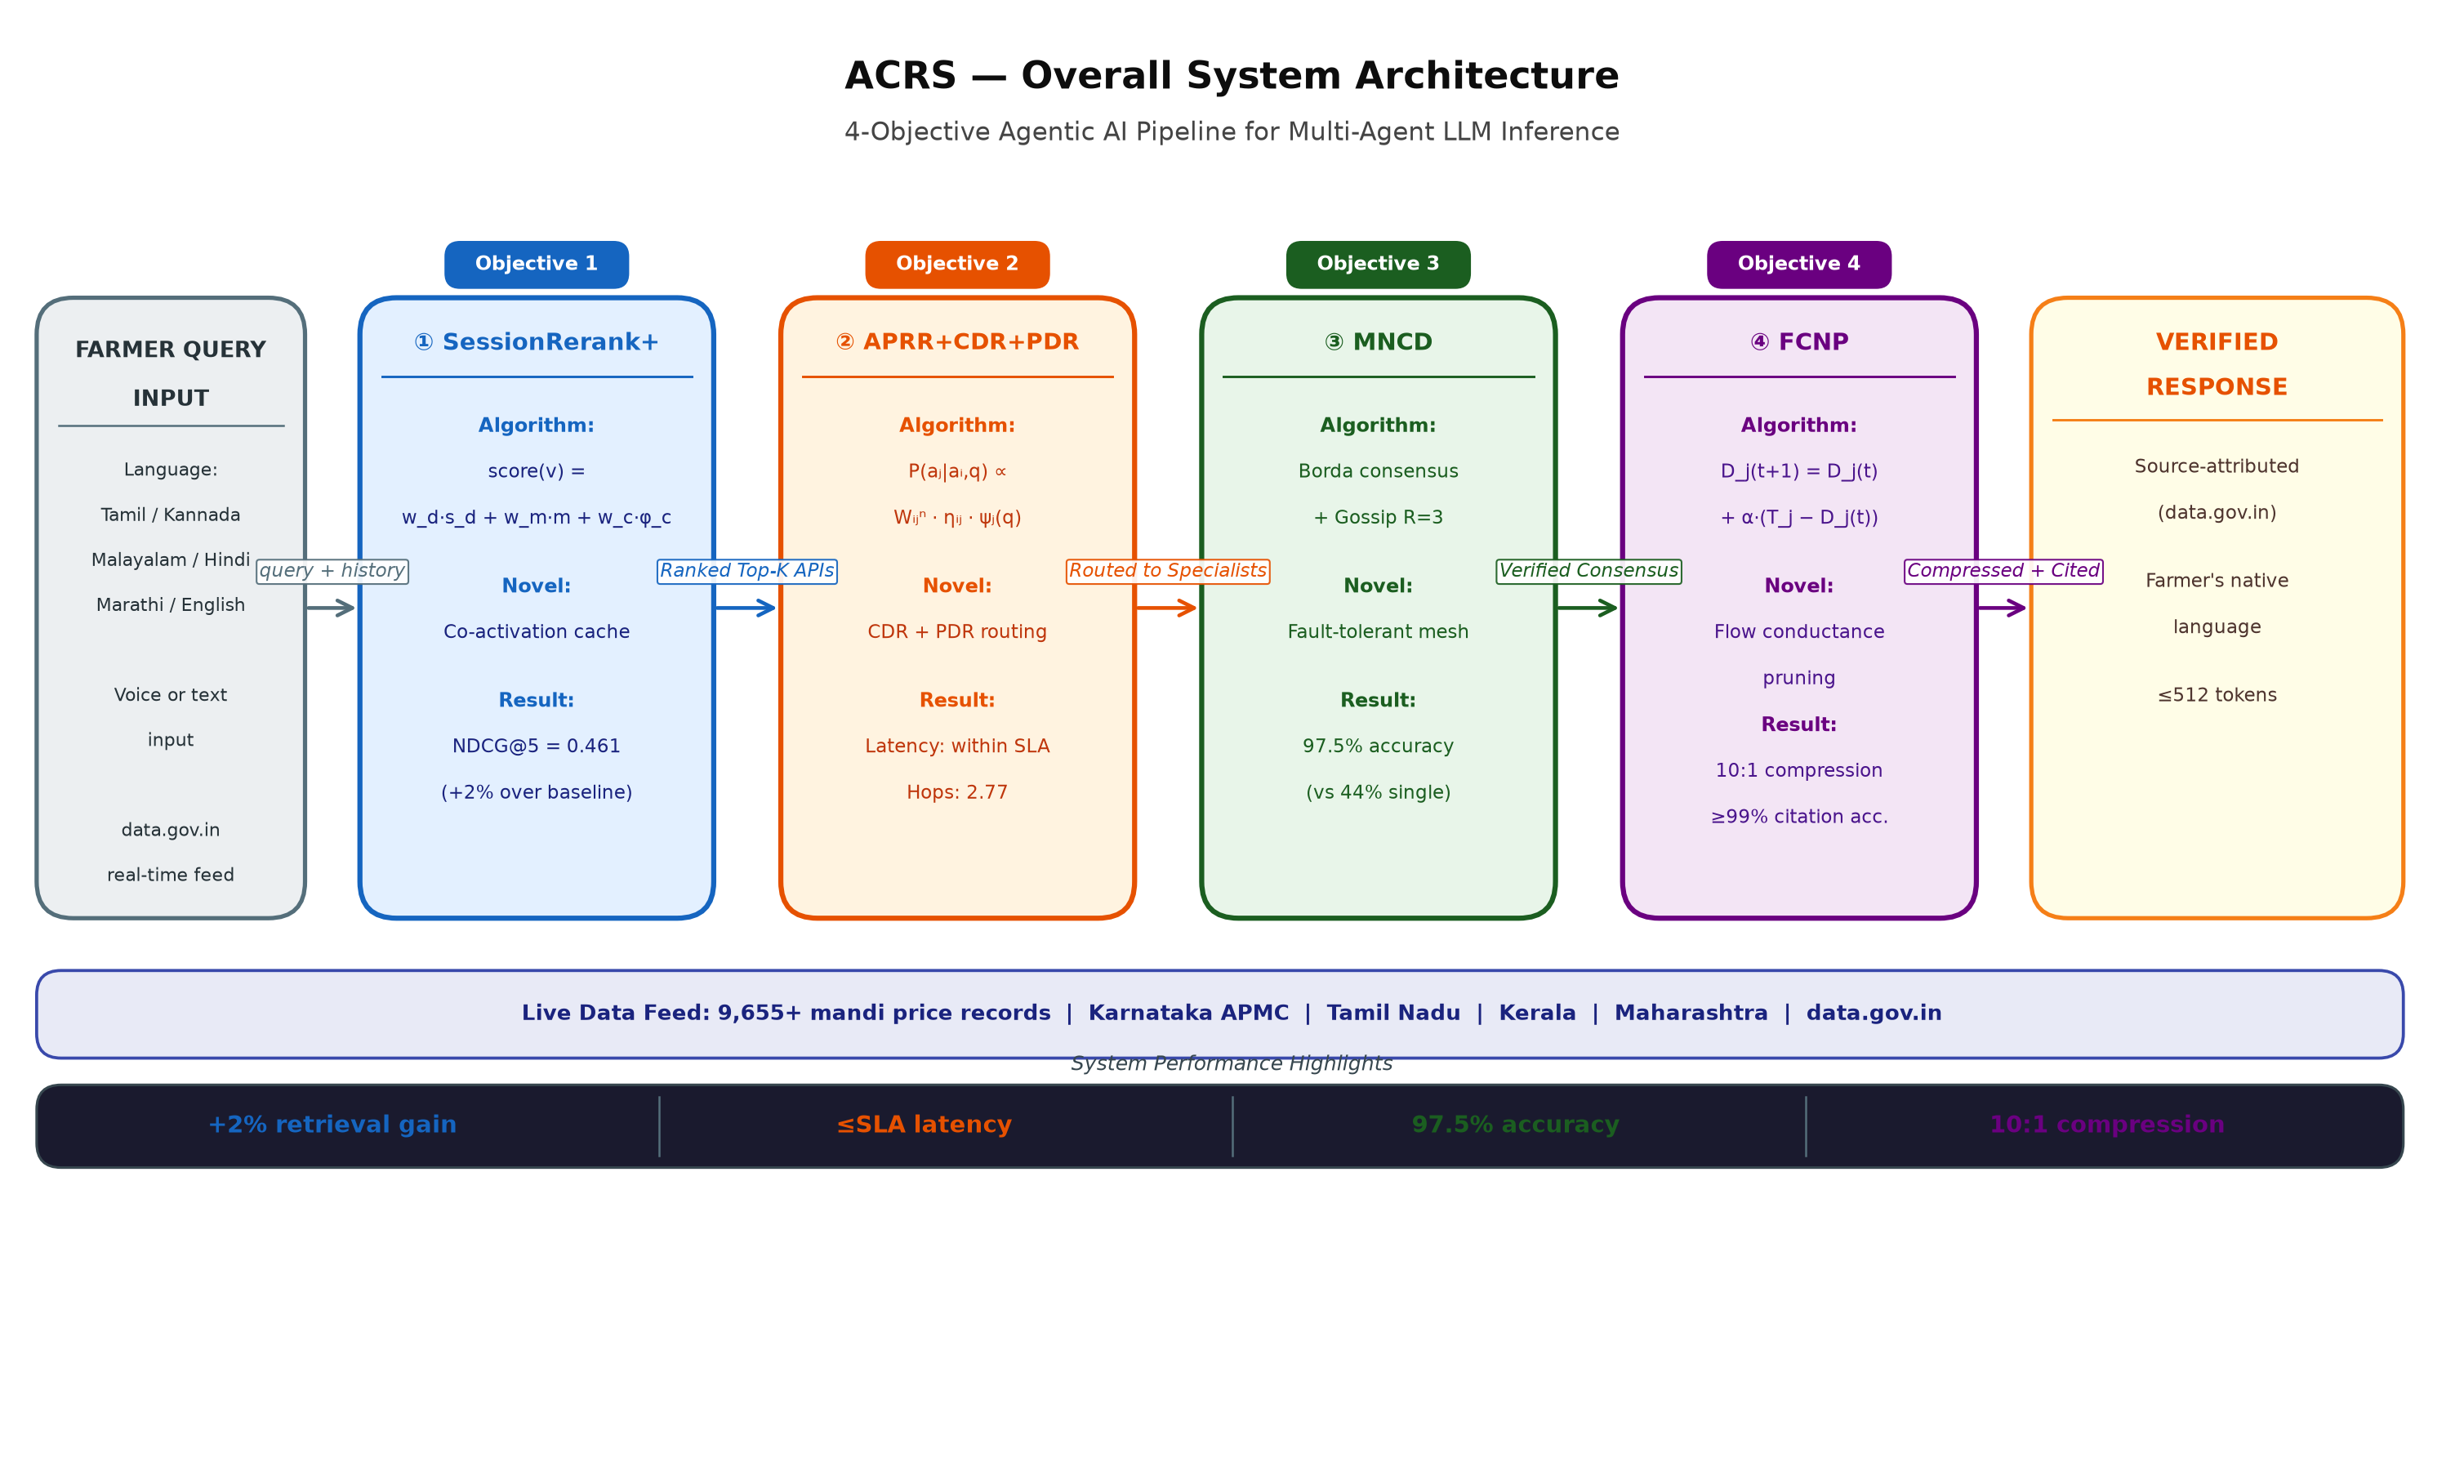 ACRS — Overall System Architecture
4-Objective Agentic AI Pipeline for Multi-Agent LLM Inference
FARMER QUERY
INPUT
Language:
Tamil / Kannada
Malayalam / Hindi
Marathi / English
Voice or text
input
data.gov.in
real-time feed
query + history
Objective 1
① SessionRerank+
Algorithm:
score(v) =
w_d·s_d + w_m·m + w_c·φ_c
Novel:
Co-activation cache
Result:
NDCG@5 = 0.461
(+2% over baseline)
Ranked Top-K APIs
Objective 2
② APRR+CDR+PDR
Algorithm:
P(aⱼ|aᵢ,q) ∝
Wᵢⱼⁿ · ηᵢⱼ · ψⱼ(q)
Novel:
CDR + PDR routing
Result:
Latency: within SLA
Hops: 2.77
Routed to Specialists
Objective 3
③ MNCD
Algorithm:
Borda consensus
+ Gossip R=3
Novel:
Fault-tolerant mesh
Result:
97.5% accuracy
(vs 44% single)
Verified Consensus
Objective 4
④ FCNP
Algorithm:
D_j(t+1) = D_j(t)
+ α·(T_j − D_j(t))
Novel:
Flow conductance
pruning
Result:
10:1 compression
≥99% citation acc.
Compressed + Cited
VERIFIED
RESPONSE
Source-attributed
(data.gov.in)
Farmer's native
language
≤512 tokens
Live Data Feed: 9,655+ mandi price records | Karnataka APMC | Tamil Nadu | Kerala | Maharashtra | data.gov.in
System Performance Highlights
+2% retrieval gain
≤SLA latency
97.5% accuracy
10:1 compression